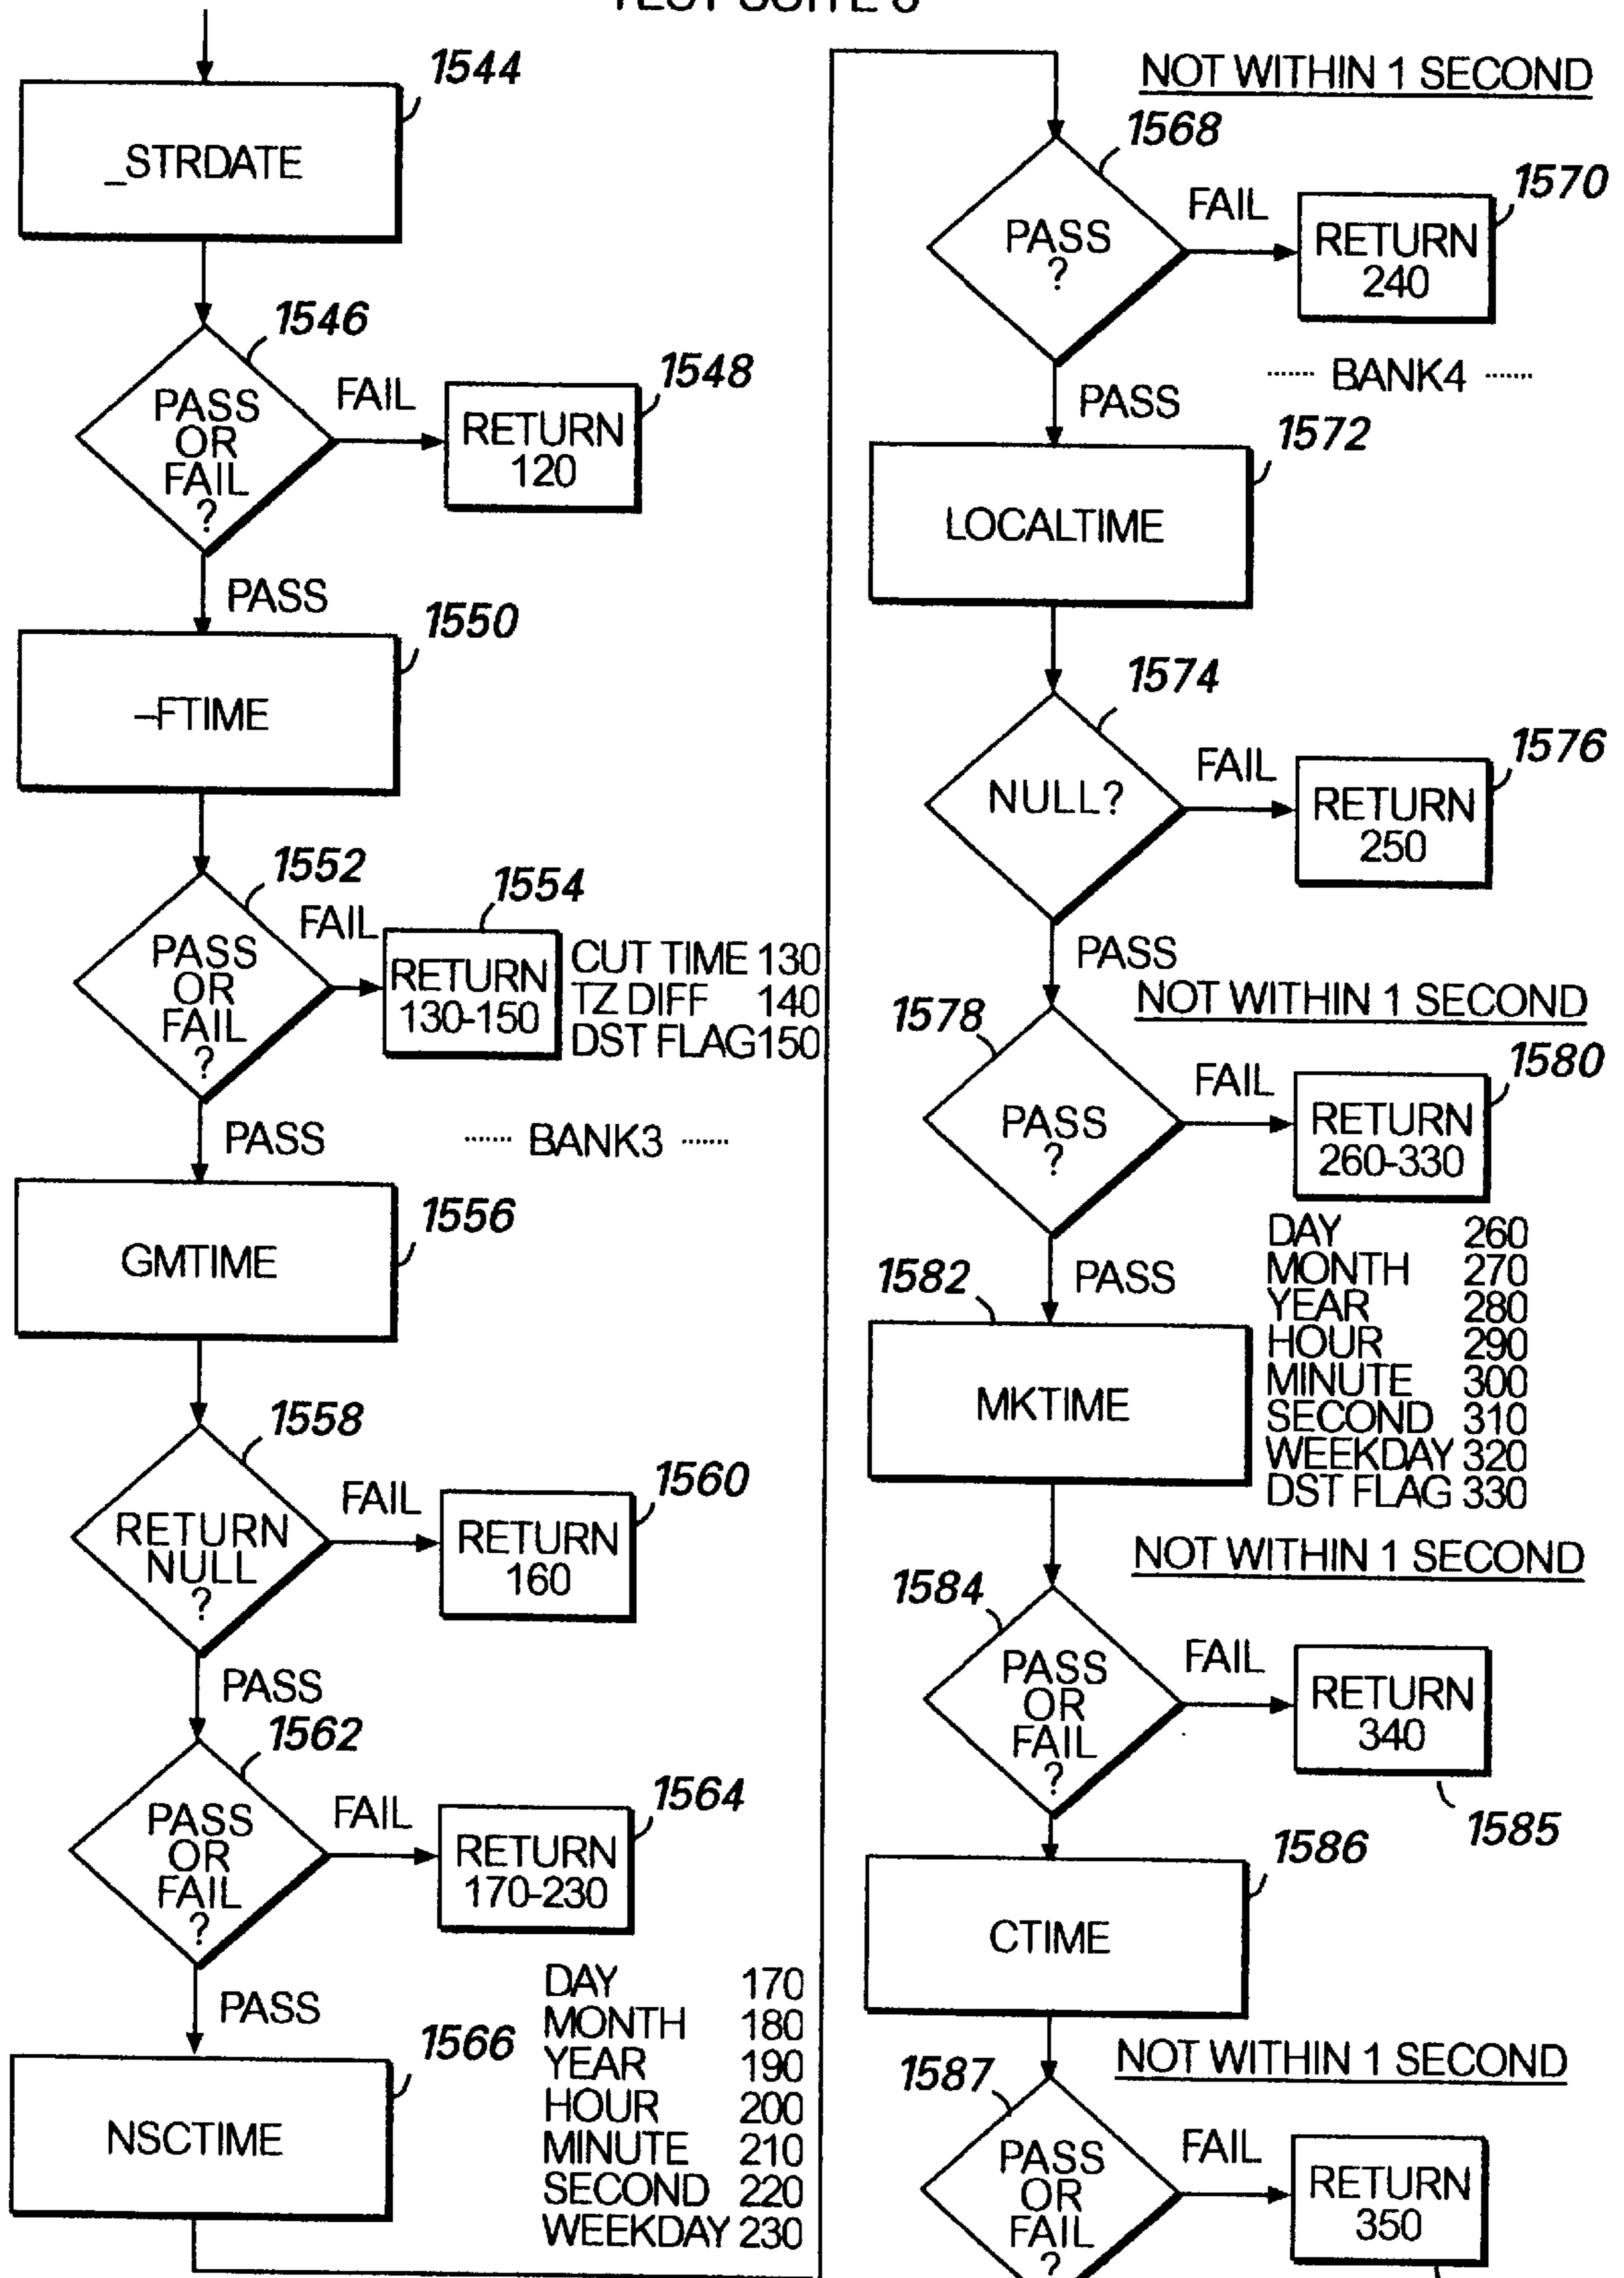 TEST SUITE 3
1544
_STRDATE
1546
PASS
OR
FAIL
?
FAIL
1548
RETURN
120
PASS
1550
–FTIME
1552
PASS
OR
FAIL
?
FAIL
1554
RETURN
130-150
CUT TIME 130
TZ DIFF 140
DST FLAG150
PASS
······ BANK3 ······
1556
GMTIME
1558
RETURN
NULL
?
FAIL
1560
RETURN
160
PASS
1562
PASS
OR
FAIL
?
FAIL
1564
RETURN
170-230
PASS
DAY 170
MONTH 180
YEAR 190
HOUR 200
MINUTE 210
SECOND 220
WEEKDAY 230
1566
NSCTIME
NOT WITHIN 1 SECOND
1568
PASS
?
FAIL
1570
RETURN
240
······ BANK4 ······
PASS
1572
LOCALTIME
1574
NULL?
FAIL
1576
RETURN
250
PASS
NOT WITHIN 1 SECOND
1578
PASS
?
FAIL
1580
RETURN
260-330
DAY 260
MONTH 270
YEAR 280
HOUR 290
MINUTE 300
SECOND 310
WEEKDAY 320
DST FLAG 330
PASS
1582
MKTIME
NOT WITHIN 1 SECOND
1584
PASS
OR
FAIL
?
FAIL
RETURN
340
1585
1586
CTIME
NOT WITHIN 1 SECOND
1587
PASS
OR
FAIL
?
FAIL
RETURN
350